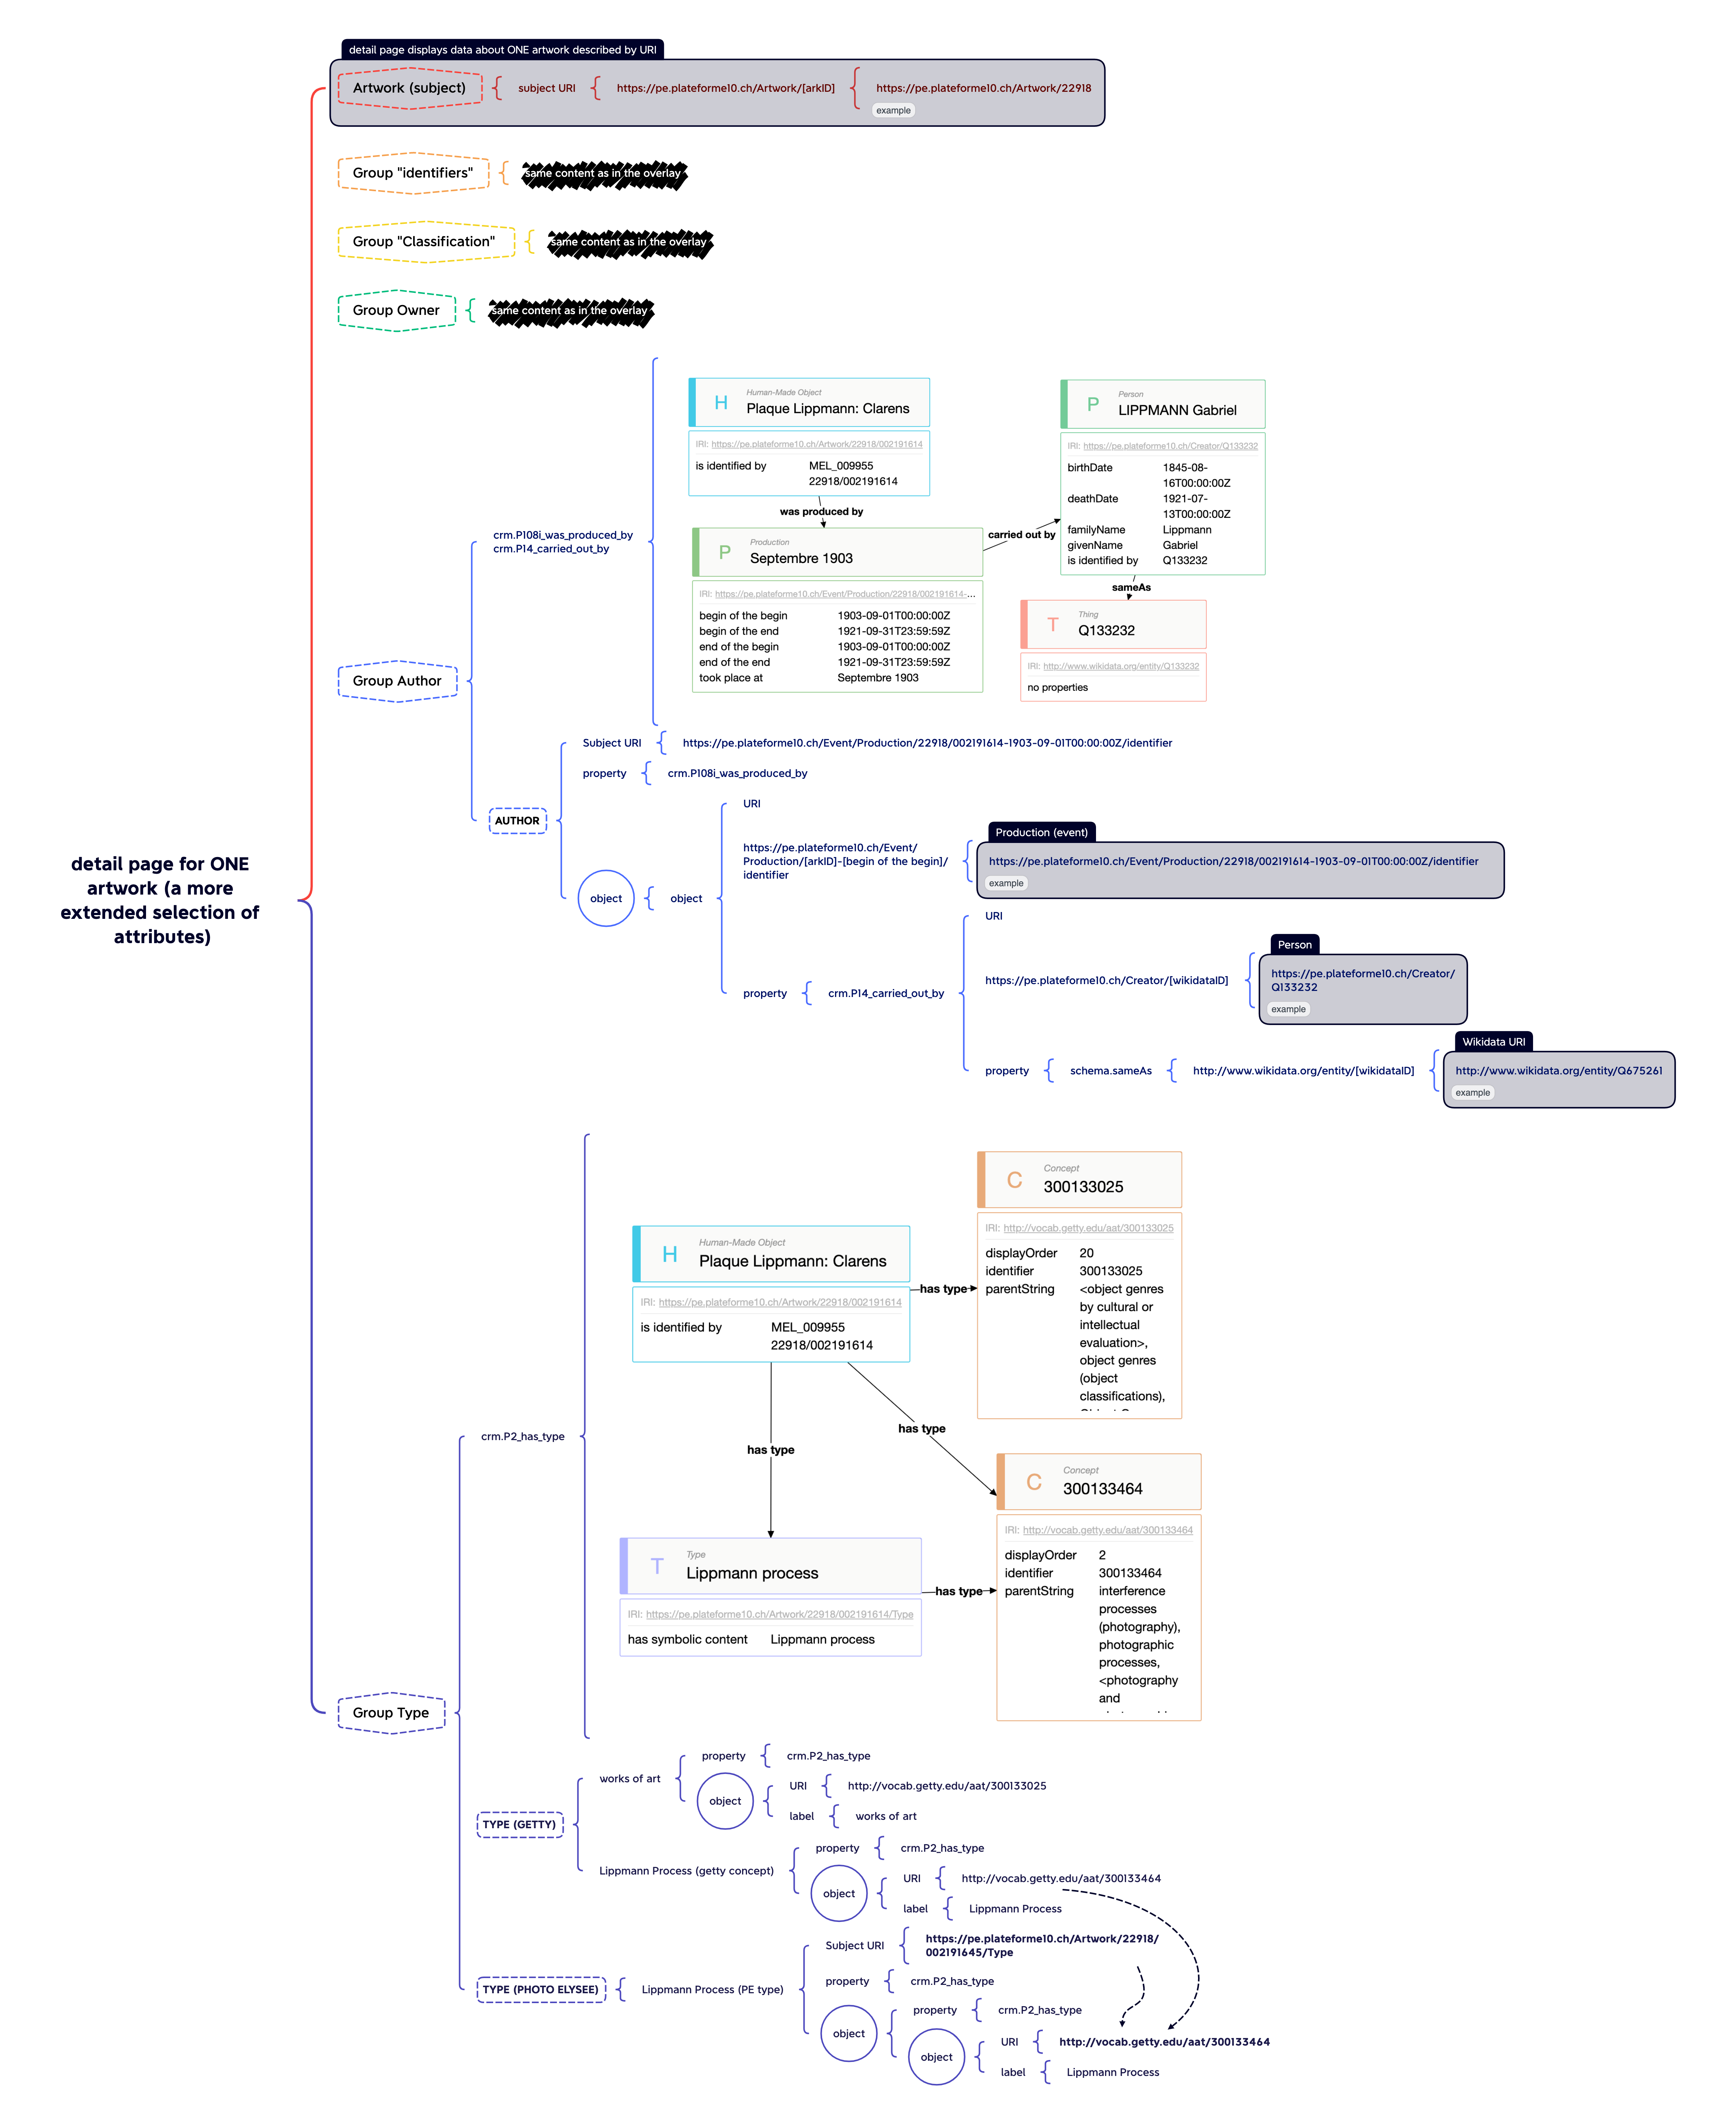 detail page displays data about ONE artwork described by URI
Artwork (subject)
subject URI
https://pe.plateforme10.ch/Artwork/[arkID]
https://pe.plateforme10.ch/Artwork/22918
example
Group "identifiers"
same content as in the overlay
Group "Classification"
same content as in the overlay
Group Owner
same content as in the overlay
detail page for ONE
artwork (a more
extended selection of
attributes)
Group Author
crm.P108i_was_produced_by
crm.P14_carried_out_by
H
Human-Made Object
Plaque Lippmann: Clarens
IRI: https://pe.plateforme10.ch/Artwork/22918/002191614
is identified by MEL_009955
22918/002191614
was produced by
P
Production
Septembre 1903
IRI: https://pe.plateforme10.ch/Event/Production/22918/002191614-...
begin of the begin 1903-09-01T00:00:00Z
begin of the end 1921-09-31T23:59:59Z
end of the begin 1903-09-01T00:00:00Z
end of the end 1921-09-31T23:59:59Z
took place at Septembre 1903
carried out by
P
Person
LIPPMANN Gabriel
IRI: https://pe.plateforme10.ch/Creator/Q133232
birthDate 1845-08-
16T00:00:00Z
deathDate 1921-07-
13T00:00:00Z
familyName Lippmann
givenName Gabriel
is identified by Q133232
sameAs
T
Thing
Q133232
IRI: http://www.wikidata.org/entity/Q133232
no properties
AUTHOR
Subject URI
https://pe.plateforme10.ch/Event/Production/22918/002191614-1903-09-01T00:00:00Z/identifier
property
crm.P108i_was_produced_by
object
object
URI
https://pe.plateforme10.ch/Event/
Production/[arkID]-[begin of the begin]/
identifier
Production (event)
https://pe.plateforme10.ch/Event/Production/22918/002191614-1903-09-01T00:00:00Z/identifier
example
property
crm.P14_carried_out_by
URI
https://pe.plateforme10.ch/Creator/[wikidataID]
Person
https://pe.plateforme10.ch/Creator/
Q133232
example
property
schema.sameAs
http://www.wikidata.org/entity/[wikidataID]
Wikidata URI
http://www.wikidata.org/entity/Q675261
example
Group Type
crm.P2_has_type
H
Human-Made Object
Plaque Lippmann: Clarens
IRI: https://pe.plateforme10.ch/Artwork/22918/002191614
is identified by MEL_009955
22918/002191614
has type
C
Concept
300133025
IRI: http://vocab.getty.edu/aat/300133025
displayOrder 20
identifier 300133025
parentString <object genres
by cultural or
intellectual
evaluation>,
object genres
(object
classifications),
has type
has type
C
Concept
300133464
IRI: http://vocab.getty.edu/aat/300133464
displayOrder 2
identifier 300133464
parentString interference
processes
(photography),
photographic
processes,
<photography
and
T
Type
Lippmann process
IRI: https://pe.plateforme10.ch/Artwork/22918/002191614/Type
has symbolic content Lippmann process
has type
TYPE (GETTY)
works of art
property
crm.P2_has_type
object
URI
http://vocab.getty.edu/aat/300133025
label
works of art
Lippmann Process (getty concept)
property
crm.P2_has_type
object
URI
http://vocab.getty.edu/aat/300133464
label
Lippmann Process
TYPE (PHOTO ELYSEE)
Lippmann Process (PE type)
Subject URI
https://pe.plateforme10.ch/Artwork/22918/
002191645/Type
property
crm.P2_has_type
object
property
crm.P2_has_type
object
URI
http://vocab.getty.edu/aat/300133464
label
Lippmann Process